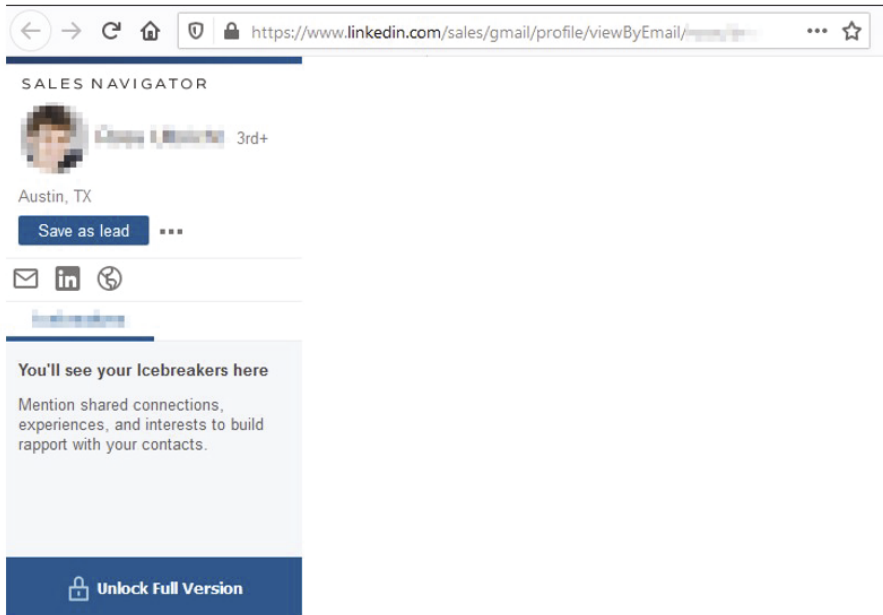 https://www.linkedin.com/sales/gmail/profile/viewByEmail/
SALES NAVIGATOR
3rd+
Austin, TX
Save as lead
in
You'll see your Icebreakers here
Mention shared connections,
experiences, and interests to build
rapport with your contacts.
Unlock Full Version